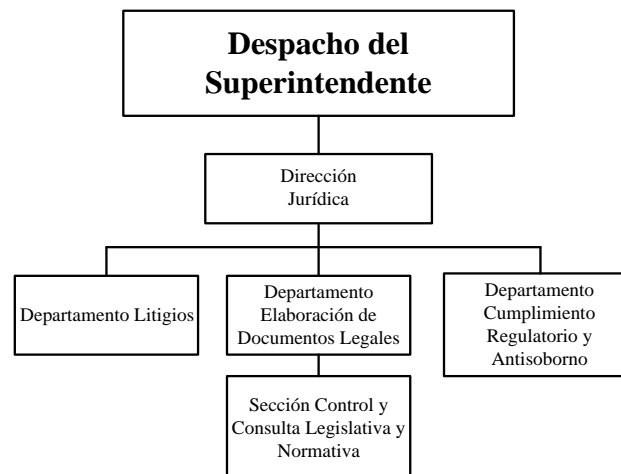 Despacho del
Superintendente
Dirección
Jurídica
Departamento Litigios
Departamento
Elaboración de
Documentos Legales
Departamento
Cumplimiento
Regulatorio y
Antisoborno
Sección Control y
Consulta Legislativa y
Normativa